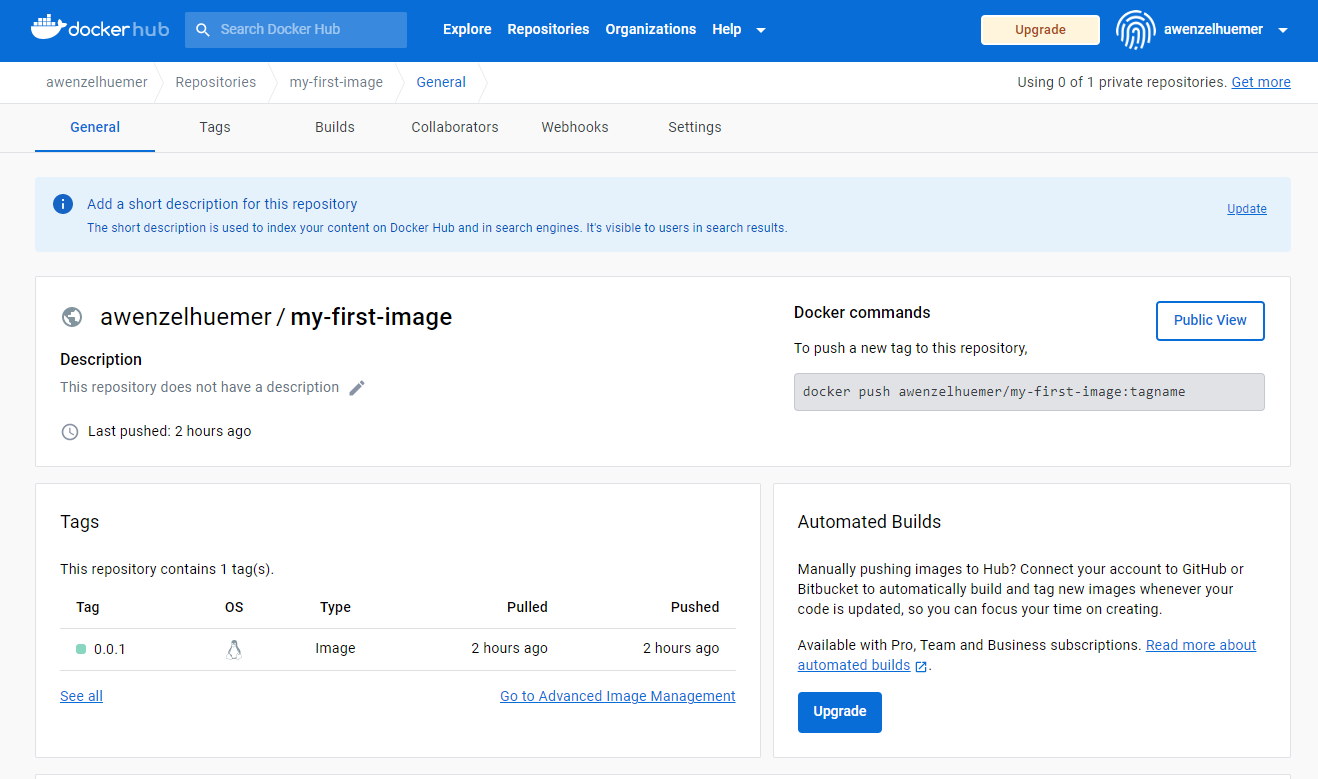 docker hub
Search Docker Hub
Explore Repositories Organizations Help
Upgrade
awenzelhuemer
awenzelhuemer Repositories my-first-image General
Using 0 of 1 private repositories. Get more
General Tags Builds Collaborators Webhooks Settings
Add a short description for this repository
The short description is used to index your content on Docker Hub and in search engines. It's visible to users in search results.
Update
awenzelhuemer / my-first-image
Description
This repository does not have a description
Last pushed: 2 hours ago
Docker commands
Public View
To push a new tag to this repository,
docker push awenzelhuemer/my-first-image:tagname
Tags
This repository contains 1 tag(s).
Tag OS Type Pulled Pushed
0.0.1 Image 2 hours ago 2 hours ago
See all
Go to Advanced Image Management
Automated Builds
Manually pushing images to Hub? Connect your account to GitHub or
Bitbucket to automatically build and tag new images whenever your
code is updated, so you can focus your time on creating.
Available with Pro, Team and Business subscriptions. Read more about
automated builds .
Upgrade